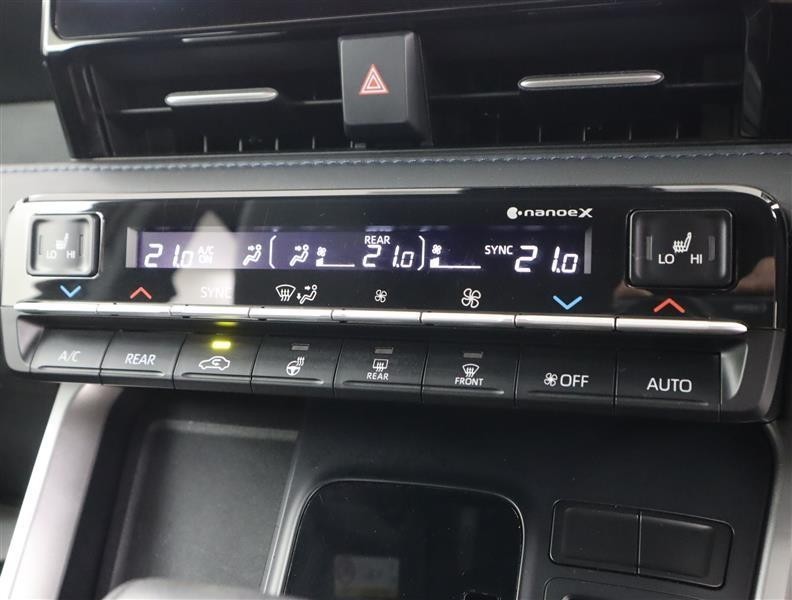 nanoeX
LO HI
21.0 A/C ON REAR 21.0 SYNC 21.0
LO HI
SYNC
A/C REAR REAR FRONT OFF AUTO